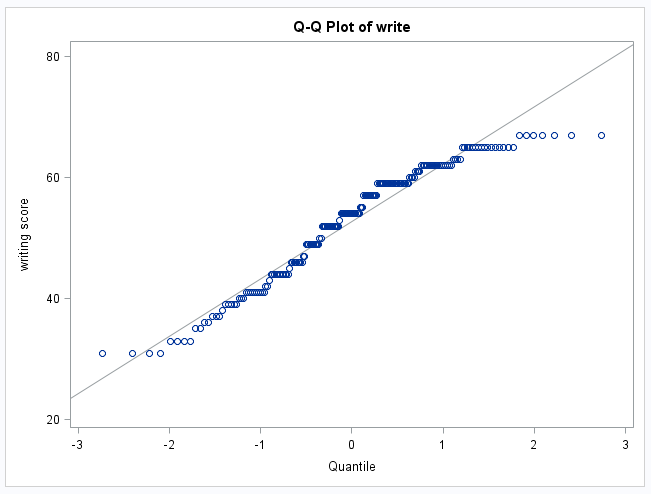 Q-Q Plot of write
80
60
40
20
writing score
-3 -2 -1 0 1 2 3
Quantile